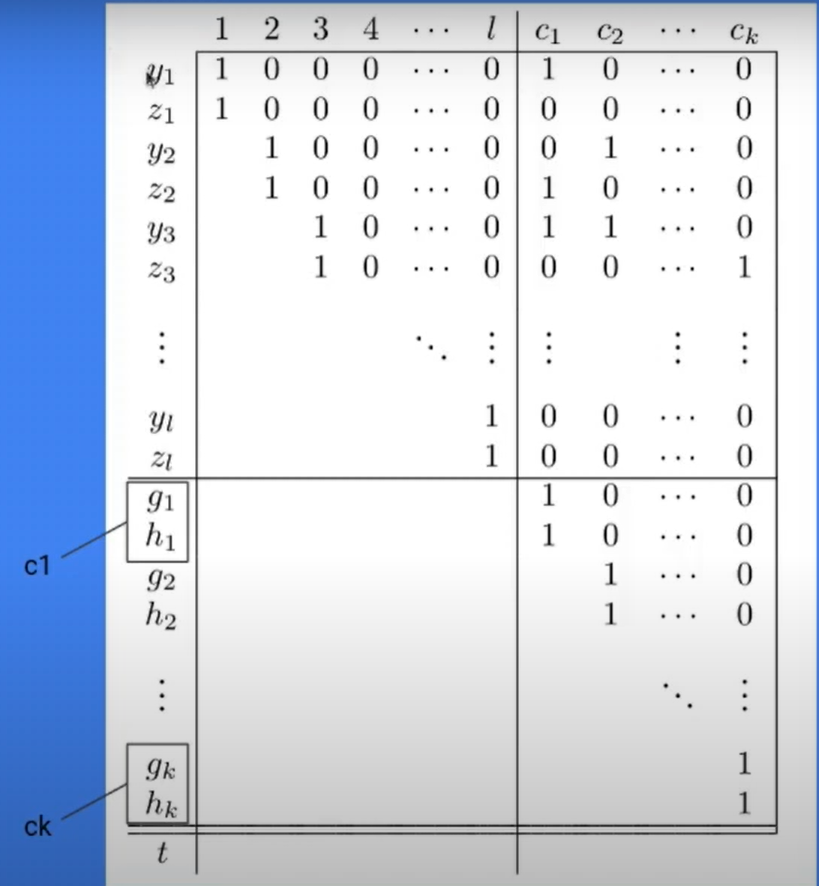 1 2 3 4 ⋯ l c₁ c₂ ⋯ cₖ
y₁ 1 0 0 0 ⋯ 0 1 0 ⋯ 0
z₁ 1 0 0 0 ⋯ 0 0 0 ⋯ 0
y₂ 1 0 0 ⋯ 0 0 1 ⋯ 0
z₂ 1 0 0 ⋯ 0 1 0 ⋯ 0
y₃ 1 0 ⋯ 0 1 1 ⋯ 0
z₃ 1 0 ⋯ 0 0 0 ⋯ 1
⋮ ⋱ ⋮ ⋮ ⋮ ⋮
yₗ 1 0 0 ⋯ 0
zₗ 1 0 0 ⋯ 0
g₁ 1 0 ⋯ 0
h₁ 1 0 ⋯ 0
c1
g₂ 1 ⋯ 0
h₂ 1 ⋯ 0
⋮ ⋱ ⋮
gₖ 1
hₖ 1
ck
t